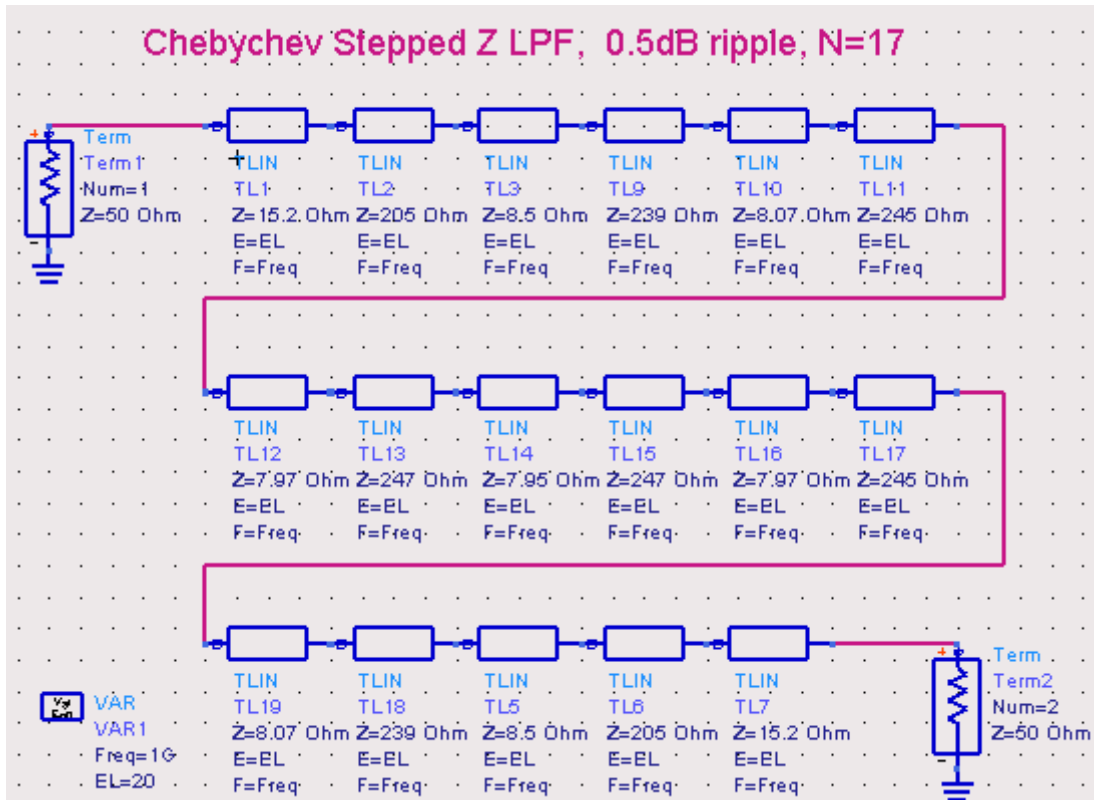 Chebychev Stepped Z LPF, 0.5dB ripple, N=17
Term
Term1
Num=1
Z=50 Ohm
TLIN TLIN TLIN TLIN TLIN TLIN
TL1 TL2 TL3 TL9 TL10 TL11
Z=15.2 Ohm Z=205 Ohm Z=8.5 Ohm Z=239 Ohm Z=8.07 Ohm Z=245 Ohm
E=EL E=EL E=EL E=EL E=EL E=EL
F=Freq F=Freq F=Freq F=Freq F=Freq F=Freq
TLIN TLIN TLIN TLIN TLIN TLIN
TL12 TL13 TL14 TL15 TL16 TL17
Z=7.97 Ohm Z=247 Ohm Z=7.95 Ohm Z=247 Ohm Z=7.97 Ohm Z=245 Ohm
E=EL E=EL E=EL E=EL E=EL E=EL
F=Freq F=Freq F=Freq F=Freq F=Freq F=Freq
TLIN TLIN TLIN TLIN TLIN
TL19 TL18 TL5 TL6 TL7
Z=8.07 Ohm Z=239 Ohm Z=8.5 Ohm Z=205 Ohm Z=15.2 Ohm
E=EL E=EL E=EL E=EL E=EL
F=Freq F=Freq F=Freq F=Freq F=Freq
Term
Term2
Num=2
Z=50 Ohm
VAR
VAR1
Freq=1G
EL=20